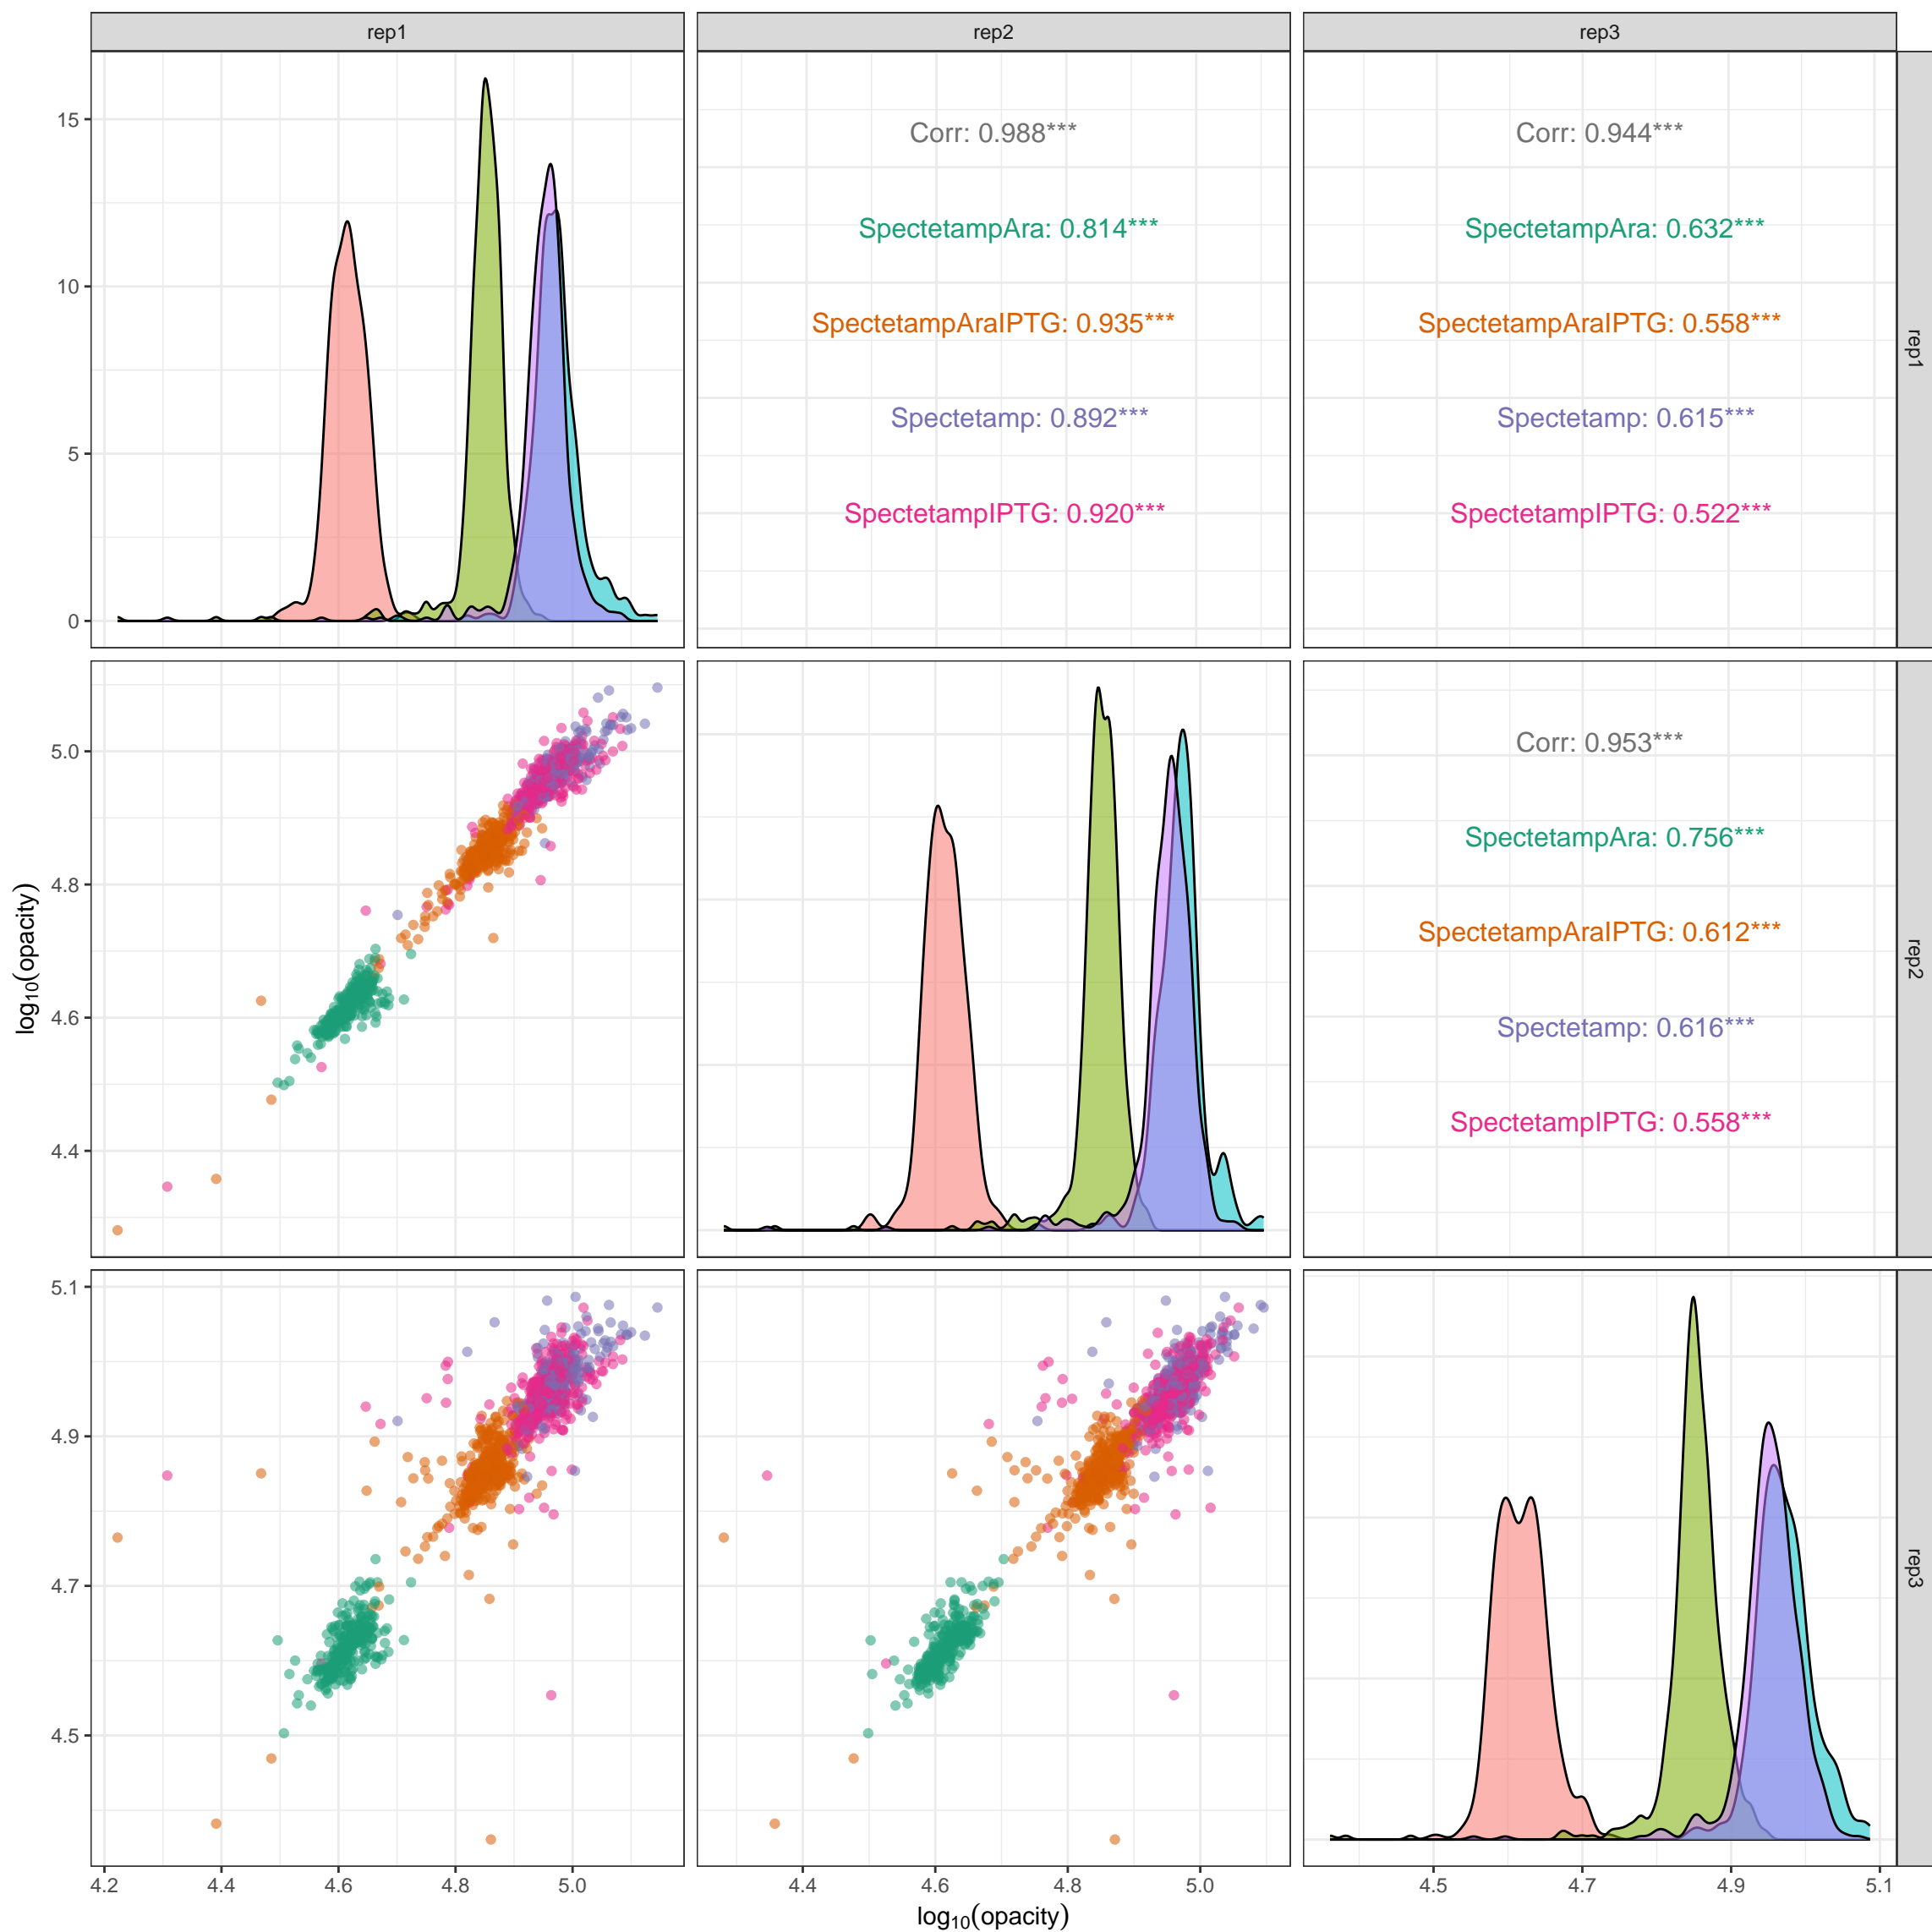 rep1
rep2
rep3
15
10
5
0
Corr: 0.988***
SpectetampAra: 0.814***
SpectetampAraIPTG: 0.935***
Spectetamp: 0.892***
SpectetampIPTG: 0.920***
Corr: 0.944***
SpectetampAra: 0.632***
SpectetampAraIPTG: 0.558***
Spectetamp: 0.615***
SpectetampIPTG: 0.522***
rep1
log10(opacity)
5.0
4.8
4.6
4.4
Corr: 0.953***
SpectetampAra: 0.756***
SpectetampAraIPTG: 0.612***
Spectetamp: 0.616***
SpectetampIPTG: 0.558***
rep2
5.1
4.9
4.7
4.5
rep3
4.2 4.4 4.6 4.8 5.0
4.4 4.6 4.8 5.0
4.5 4.7 4.9 5.1
log10(opacity)